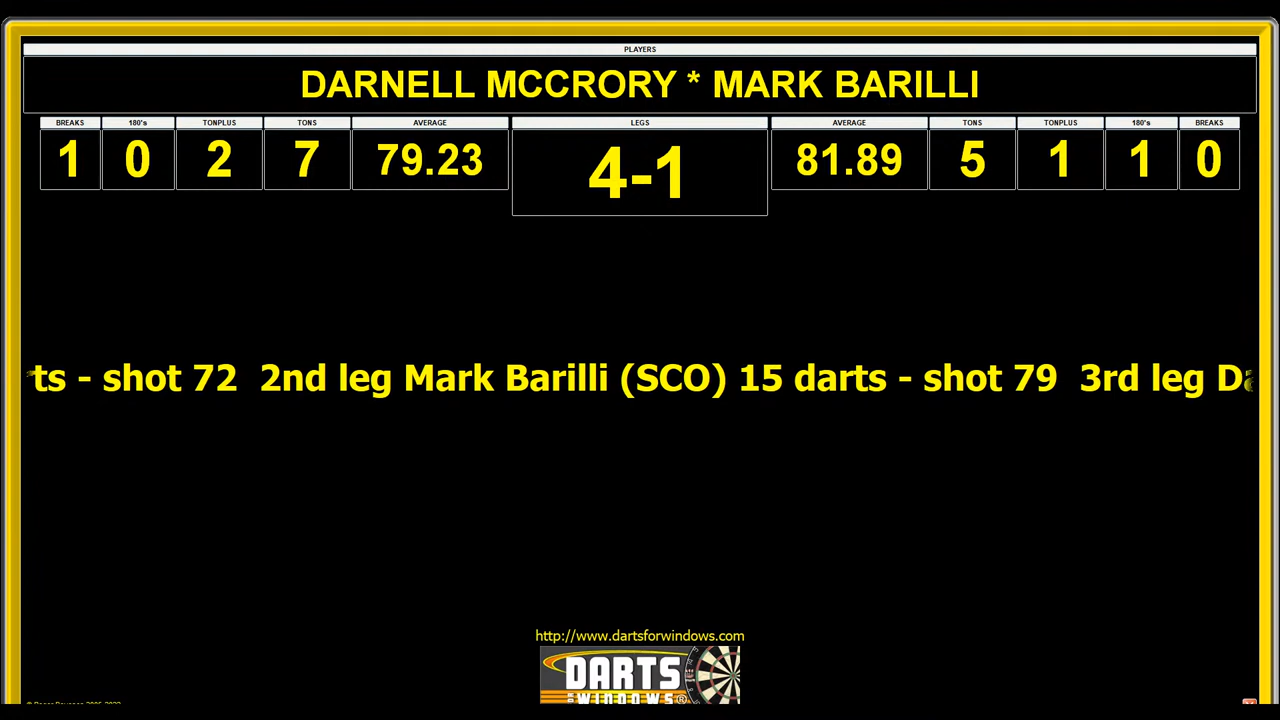 PLAYERS
DARNELL MCCRORY * MARK BARILLI
BREAKS 180's TONPLUS TONS AVERAGE LEGS AVERAGE TONS TONPLUS 180's BREAKS
1 0 2 7 79.23 4-1 81.89 5 1 1 0
ts - shot 72 2nd leg Mark Barilli (SCO) 15 darts - shot 79 3rd leg Da
http://www.dartsforwindows.com
DARTS
WINDOWS®